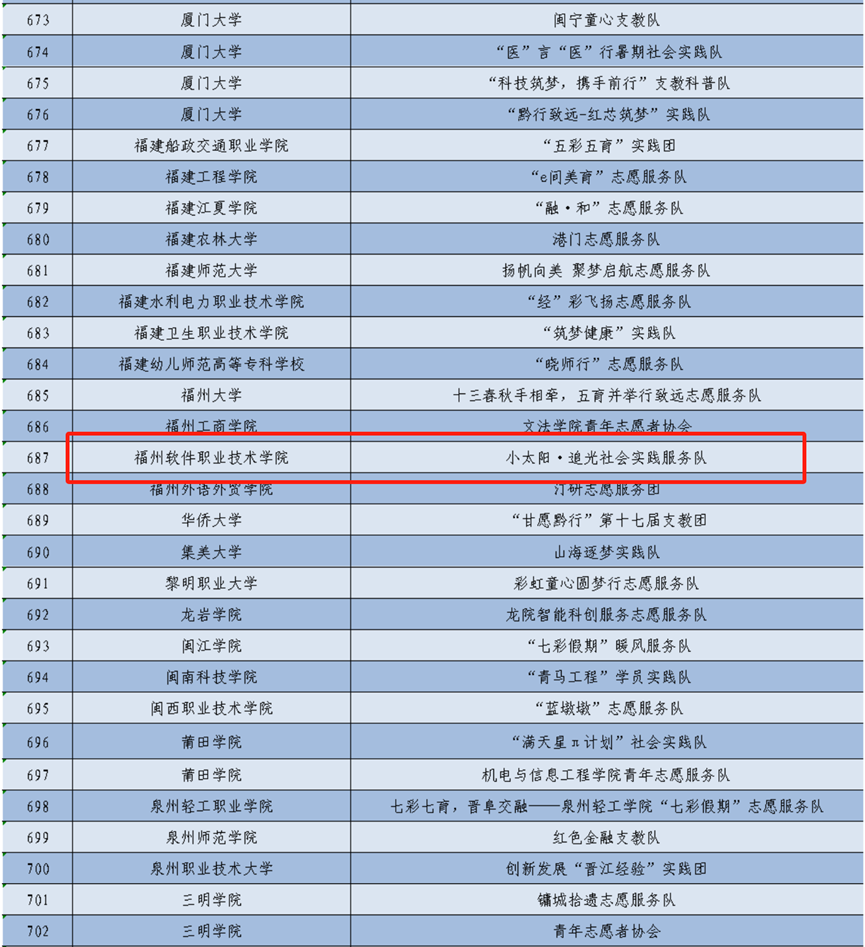 673 厦门大学 闽宁童心支教队
674 厦门大学 “医”言“医”行暑期社会实践队
675 厦门大学 “科技筑梦，携手前行”支教科普队
676 厦门大学 “黔行致远-红芯筑梦”实践队
677 福建船政交通职业学院 “五彩五育”实践团
678 福建工程学院 “e间美育”志愿服务队
679 福建江夏学院 “融·和”志愿服务队
680 福建农林大学 港门志愿服务队
681 福建师范大学 扬帆向美 聚梦启航志愿服务队
682 福建水利电力职业技术学院 “经”彩飞扬志愿服务队
683 福建卫生职业技术学院 “筑梦健康”实践队
684 福建幼儿师范高等专科学校 “晓师行”志愿服务队
685 福州大学 十三春秋手相牵，五育并举行致远志愿服务队
686 福州工商学院 文法学院青年志愿者协会
687 福州软件职业技术学院 小太阳·追光社会实践服务队
688 福州外语外贸学院 汀研志愿服务团
689 华侨大学 “甘愿黔行”第十七届支教团
690 集美大学 山海逐梦实践队
691 黎明职业大学 彩虹童心圆梦行志愿服务队
692 龙岩学院 龙院智能科创服务志愿服务队
693 闽江学院 “七彩假期”暖风服务队
694 闽南科技学院 “青马工程”学员实践队
695 闽西职业技术学院 “蓝墩墩”志愿服务队
696 莆田学院 “满天星π计划”社会实践队
697 莆田学院 机电与信息工程学院青年志愿服务队
698 泉州轻工职业学院 七彩七育，晋阜交融——泉州轻工学院“七彩假期”志愿服务队
699 泉州师范学院 红色金融支教队
700 泉州职业技术大学 创新发展“晋江经验”实践团
701 三明学院 镛城拾遗志愿服务队
702 三明学院 青年志愿者协会